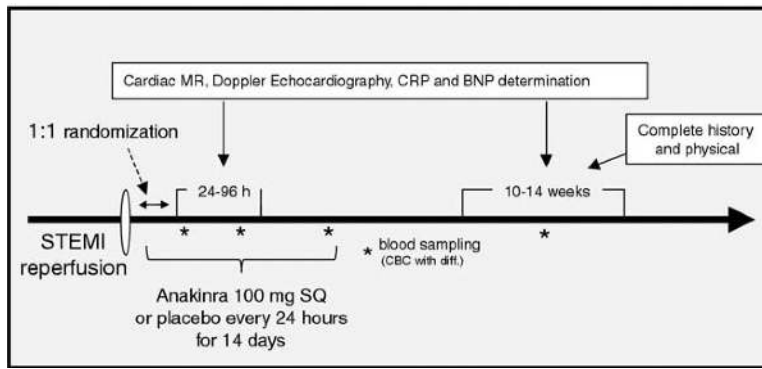 Cardiac MR, Doppler Echocardiography, CRP and BNP determination
1:1 randomization
Complete history
and physical
24-96 h
10-14 weeks
* * * *
STEMI
reperfusion
* blood sampling
(CBC with diff.)
Anakinra 100 mg SQ
or placebo every 24 hours
for 14 days